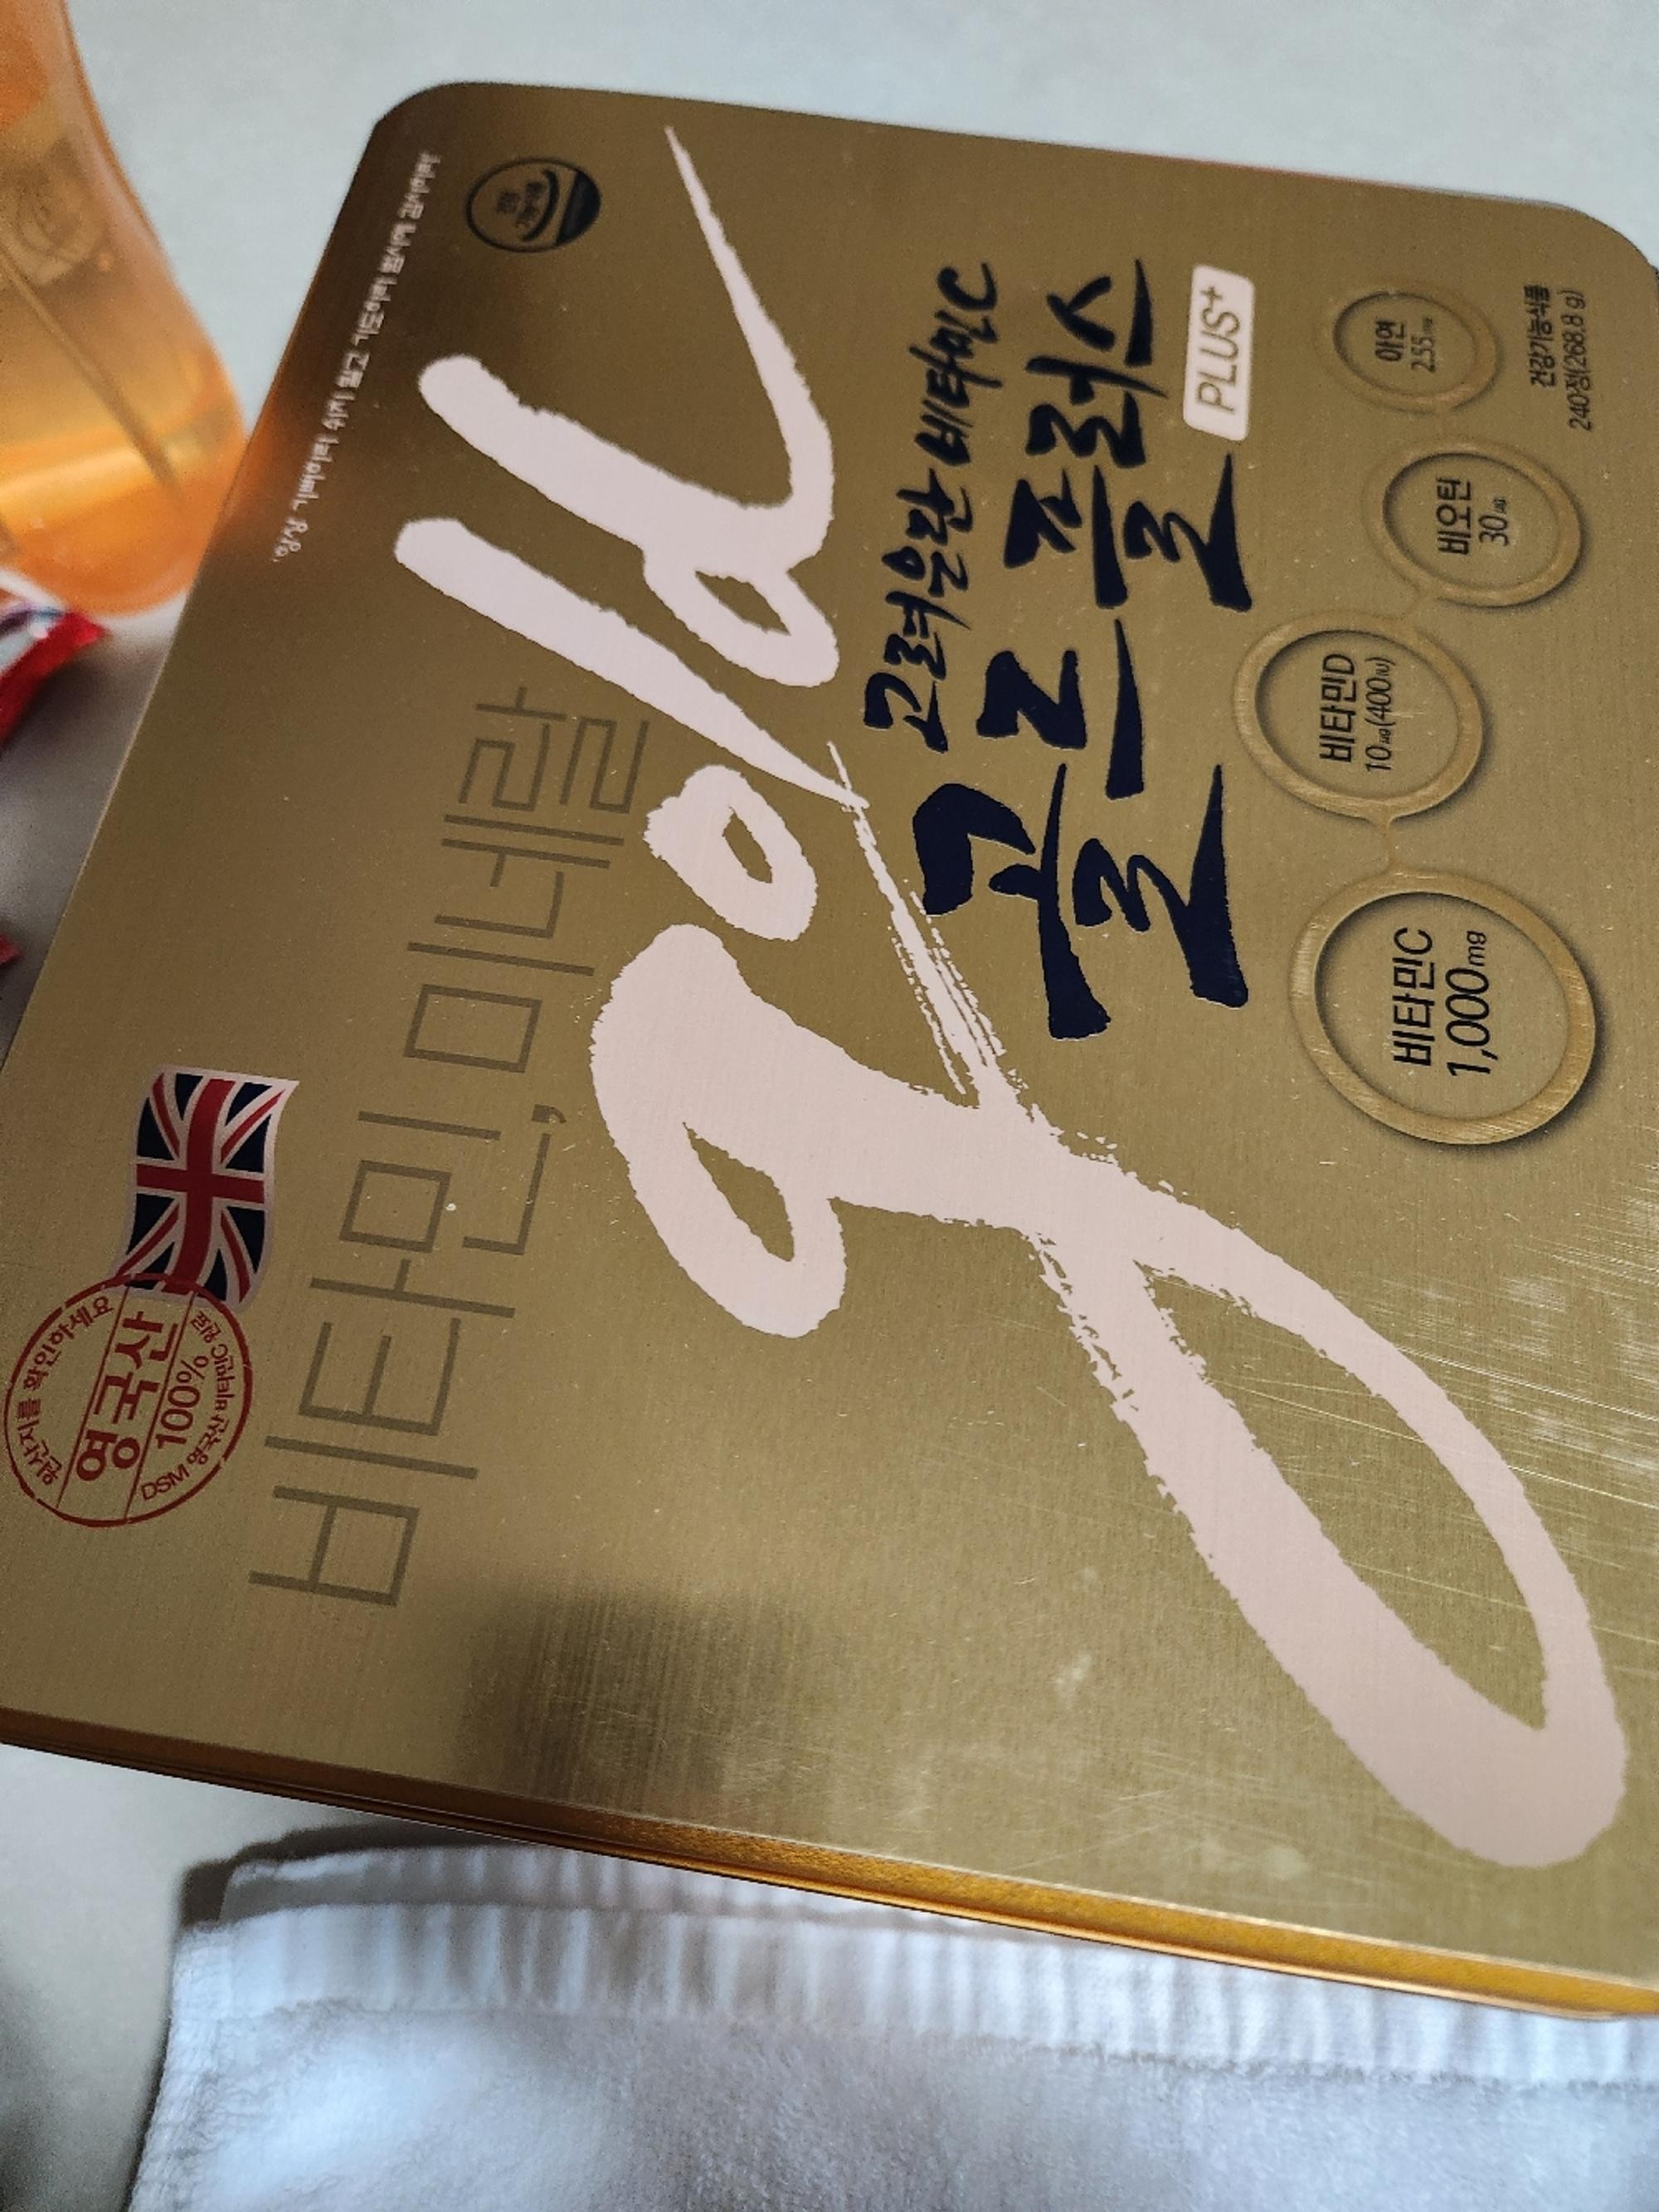 건강기능식품
240정(268.8 g)
비타민C
1,000mg
비타민D
10㎍(400IU)
비오틴
30㎍
아연
2.55mg
고려은단 비타민C
골드플러스
PLUS+
gold
비타민, 미네랄
원산지를 확인하세요
영국산
100%
DSM 영국산 비타민C 원료